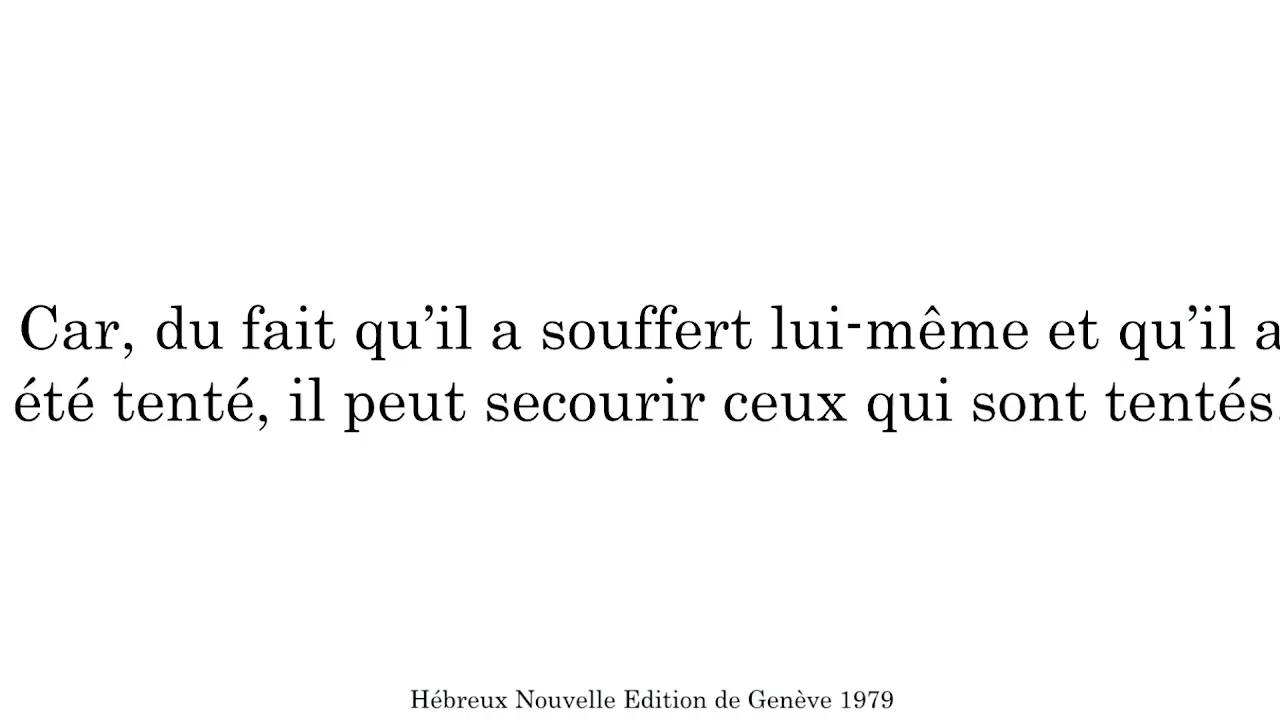 Car, du fait qu’il a souffert lui-même et qu’il a
été tenté, il peut secourir ceux qui sont tentés.
Hébreux Nouvelle Edition de Genève 1979